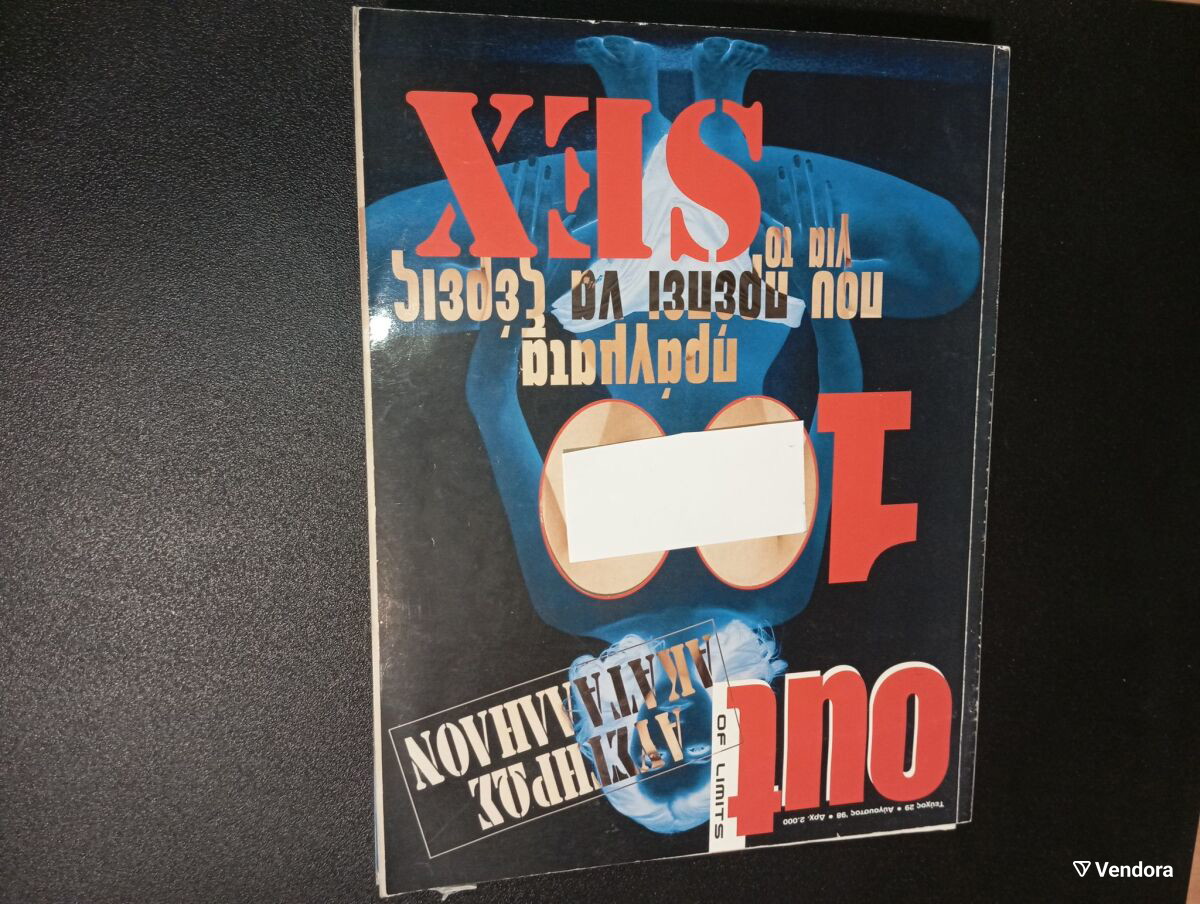 Τεύχος 29 • Αύγουστος '98 • Δρχ. 2.000
out
OF LIMITS
ΑΥΣΤΗΡΩΣ
ΑΚΑΤΑΛΛΗΛΟΝ
100
πράγματα
που πρέπει να ξέρεις
για το
SEX
Vendora